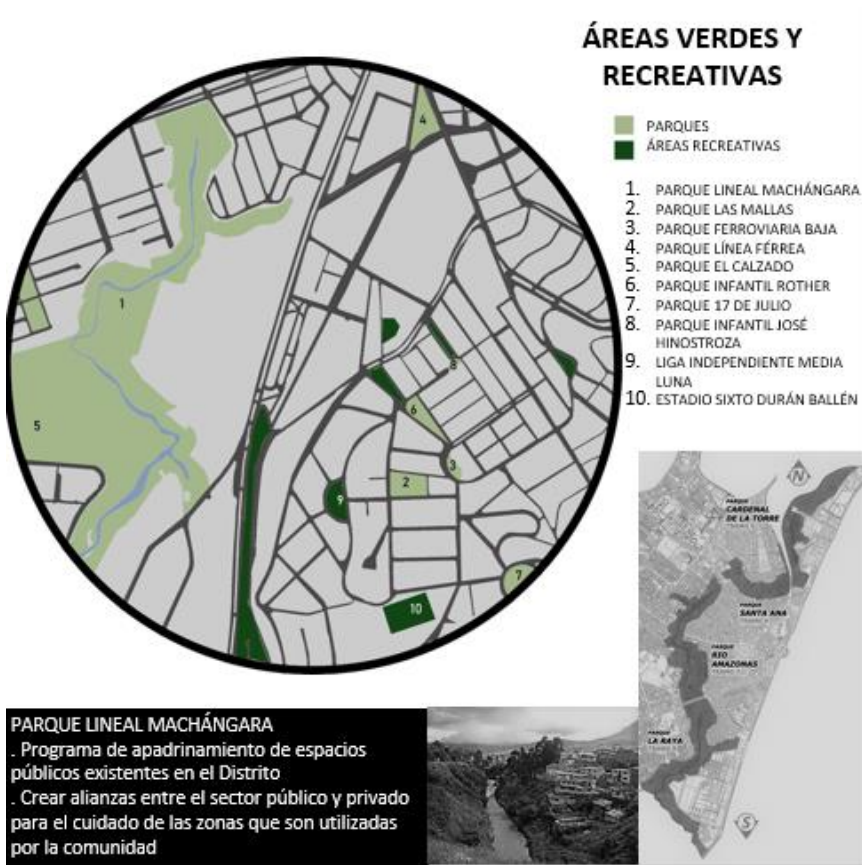 ÁREAS VERDES Y
RECREATIVAS
PARQUES
ÁREAS RECREATIVAS
1. PARQUE LINEAL MACHÁNGARA
2. PARQUE LAS MALLAS
3. PARQUE FERROVIARIA BAJA
4. PARQUE LÍNEA FÉRREA
5. PARQUE EL CALZADO
6. PARQUE INFANTIL ROTHER
7. PARQUE 17 DE JULIO
8. PARQUE INFANTIL JOSÉ
HINOSTROZA
9. LIGA INDEPENDIENTE MEDIA
LUNA
10. ESTADIO SIXTO DURÁN BALLÉN
4
1
8
5
6
3
2
9
7
10
N
PARQUE
CARDENAL
DE LA TORRE
PARQUE
SANTA ANA
PARQUE
RIO
AMAZONAS
PARQUE
LA RAYA
S
PARQUE LINEAL MACHÁNGARA
. Programa de apadrinamiento de espacios
públicos existentes en el Distrito
. Crear alianzas entre el sector público y privado
para el cuidado de las zonas que son utilizadas
por la comunidad